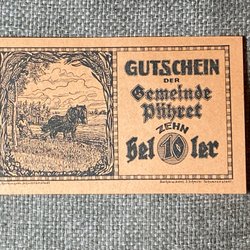 GUTSCHEIN
DER
Gemeinde
Pühret
ZEHN
Hel 10 ler